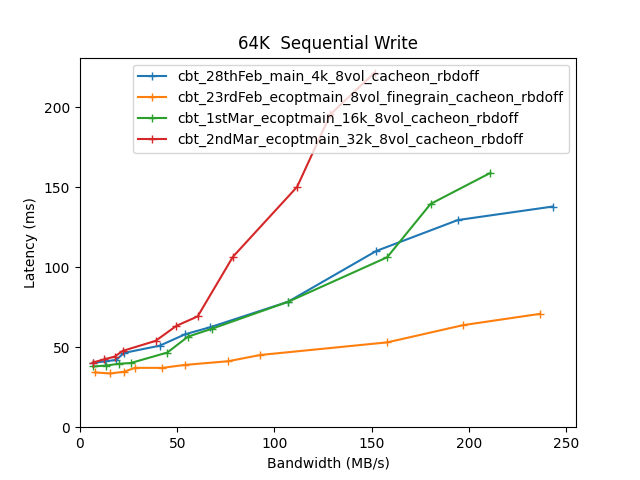 64K  Sequential Write
cbt_28thFeb_main_4k_8vol_cacheon_rbdoff
cbt_23rdFeb_ecoptmain_8vol_finegrain_cacheon_rbdoff
cbt_1stMar_ecoptmain_16k_8vol_cacheon_rbdoff
cbt_2ndMar_ecoptmain_32k_8vol_cacheon_rbdoff
Latency (ms)
200
150
100
50
0
0 50 100 150 200 250
Bandwidth (MB/s)